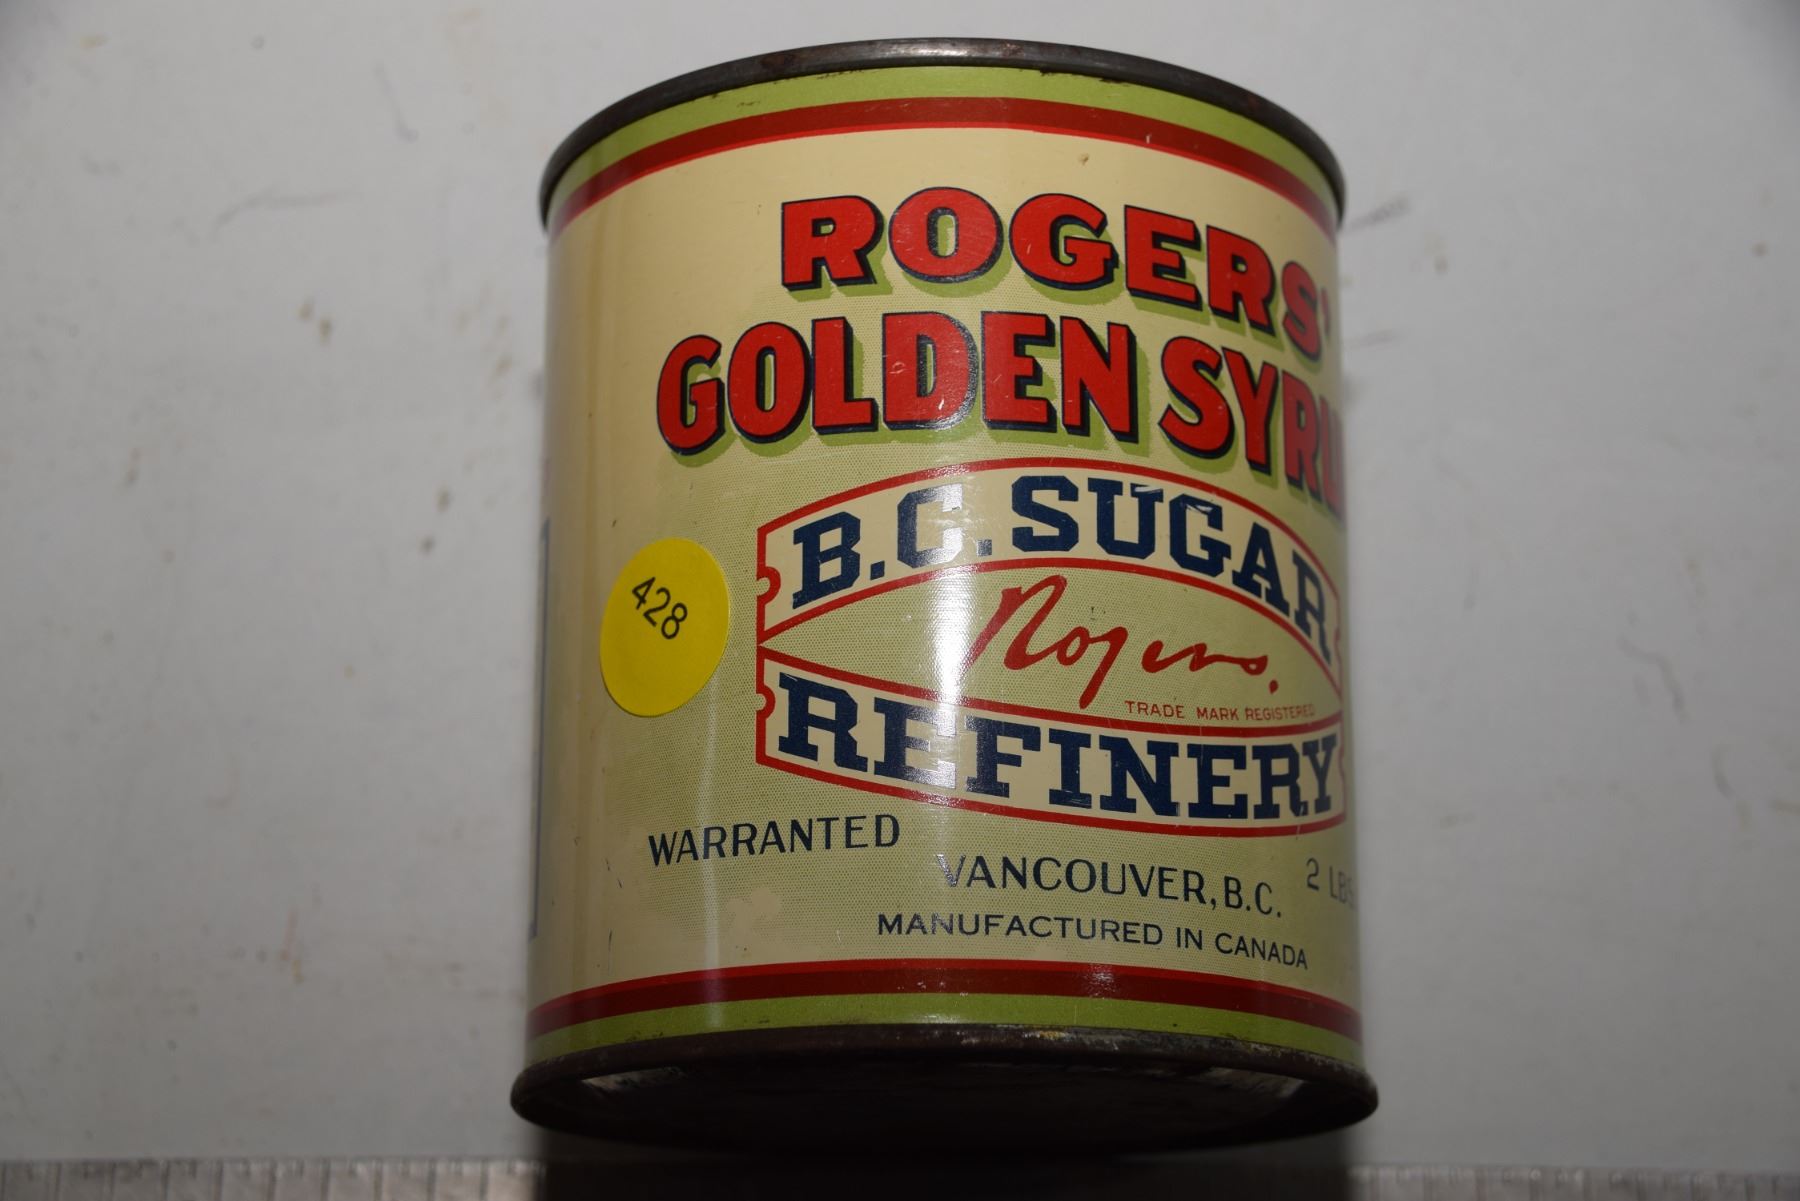 ROGERS'
GOLDEN SYRU
B.C. SUGAR
Rogers.
TRADE MARK REGISTERED
REFINERY
428
WARRANTED
VANCOUVER, B.C.
2 LBS.
MANUFACTURED IN CANADA